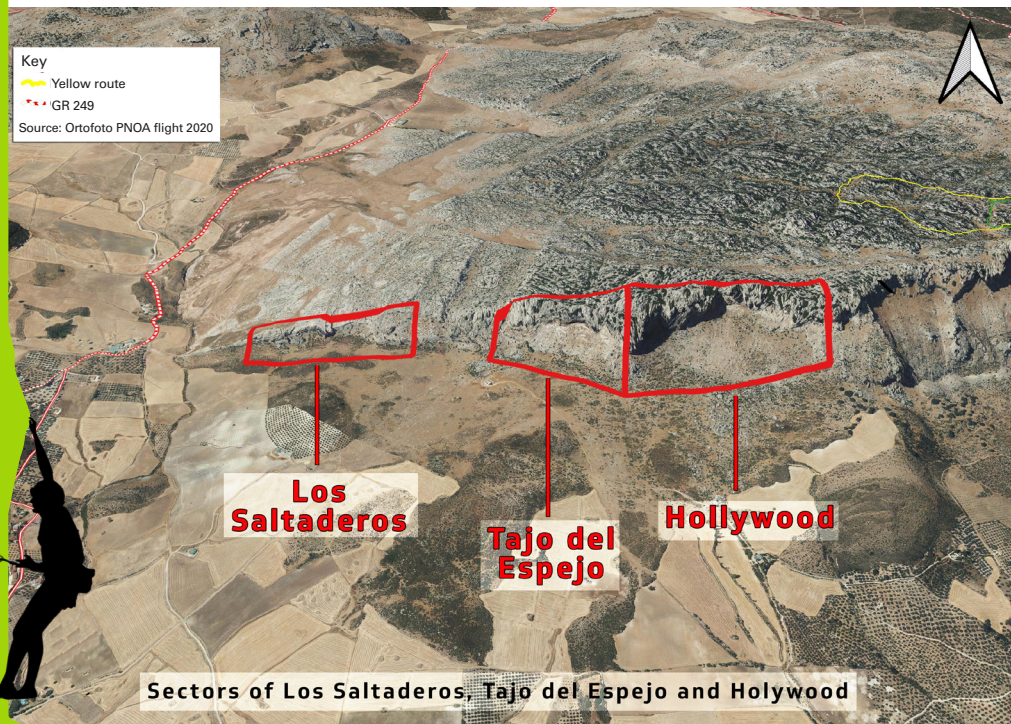 Key
Yellow route
GR 249
Source: Ortofoto PNOA flight 2020
Los
Saltaderos
Tajo del
Espejo
Hollywood
Sectors of Los Saltaderos, Tajo del Espejo and Holywood